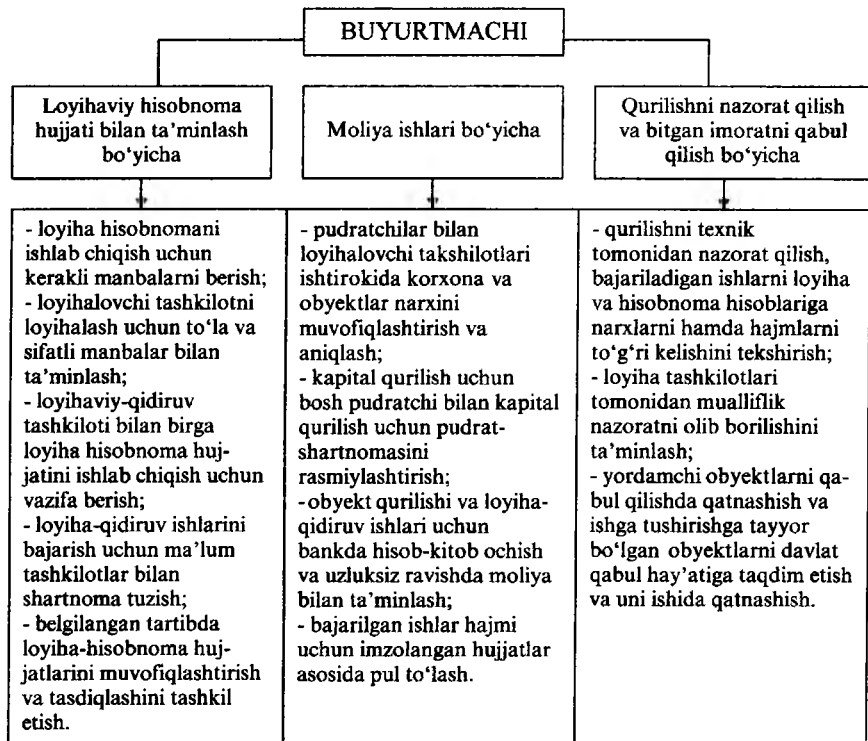 BUYURTMACHI
Loyihaviy hisobnoma
hujjati bilan ta’minlash
bo‘yicha
Moliya ishlari bo‘yicha
Qurilishni nazorat qilish
va bitgan imoratni qabul
qilish bo‘yicha
- loyiha hisobnomani
ishlab chiqish uchun
kerakli manbalarni berish;
- loyihalovchi tashkilotni
loyihalash uchun to‘la va
sifatli manbalar bilan
ta’minlash;
-loyihaviy-qidiruv
tashkiloti bilan birga
loyiha hisobnoma huj-
jatini ishlab chiqish uchun
vazifa berish;
- loyiha-qidiruv ishlarini
bajarish uchun ma’lum
tashkilotlar bilan
shartnoma tuzish;
- belgilangan tartibda
loyiha-hisobnoma huj-
jatlarini muvofiqlashtirish
va tasdiqlashini tashkil
etish.
- pudratchilar bilan
loyihalovchi takshilotlari
ishtirokida korxona va
obyektlar narxini
muvofiqlashtirish va
aniqlash;
- kapital qurilish uchun
bosh pudratchi bilan kapital
qurilish uchun pudrat-
shartnomasini
rasmiylashtirish;
-obyekt qurilishi va loyiha-
qidiruv ishlari uchun
bankda hisob-kitob ochish
va uzluksiz ravishda moliya
bilan ta’minlash;
- bajarilgan ishlar hajmi
uchun imzolangan hujjatlar
asosida pul to‘lash.
- qurilishni texnik
tomonidan nazorat qilish,
bajariladigan ishlarni loyiha
va hisobnoma hisoblariga
narxlarni hamda hajmlarni
to‘g‘ri kelishini tekshirish;
- loyiha tashkilotlari
tomonidan mualliflik
nazoratni olib borilishini
ta’minlash;
- yordamchi obyektlarni qa-
bul qilishda qatnashish va
ishga tushirishga tayyor
bo‘lgan obyektlarni davlat
qabul hay’atiga taqdim etish
va uni ishida qatnashish.